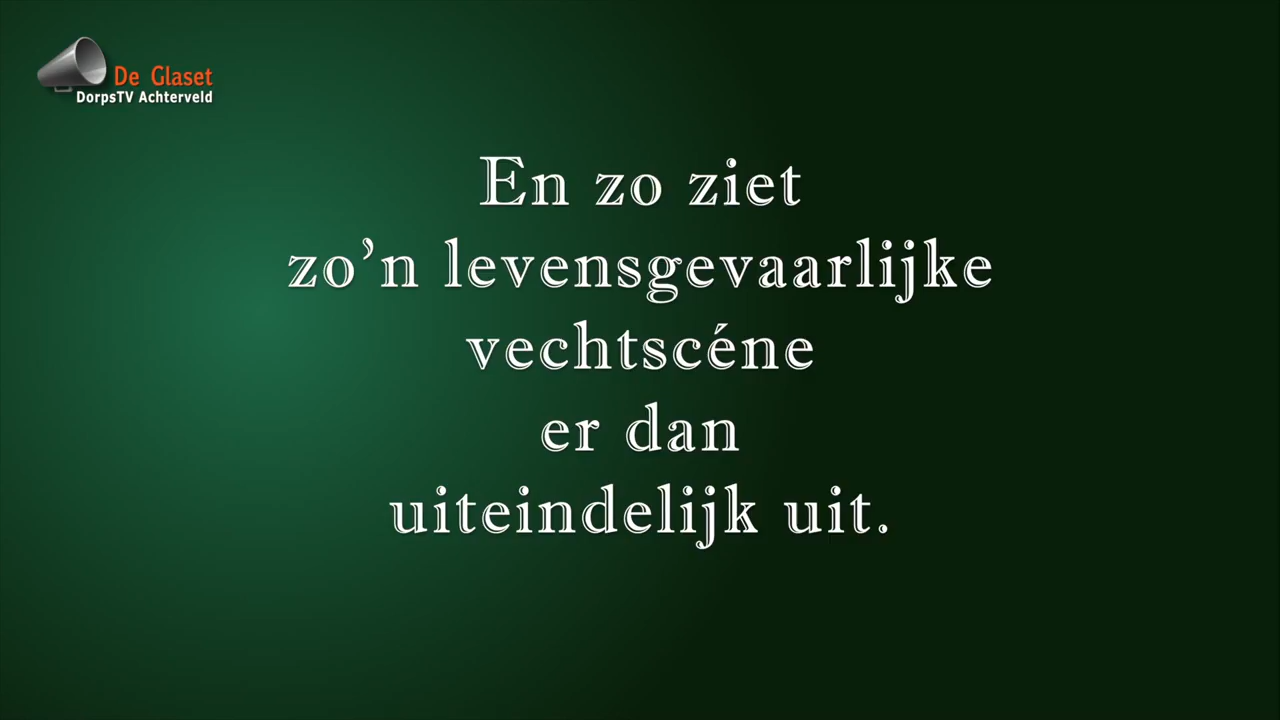 De Glaset
DorpsTV Achterveld
En zo ziet
zo’n levensgevaarlijke
vechtscéne
er dan
uiteindelijk uit.